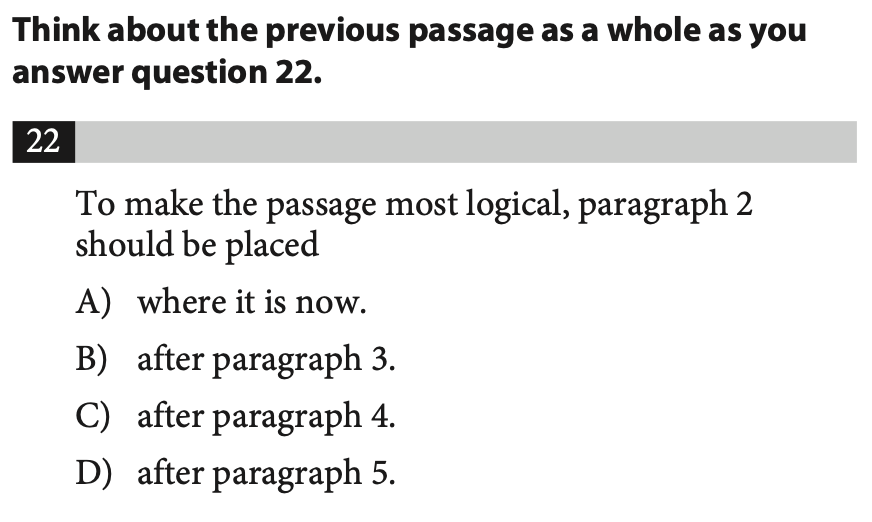 Think about the previous passage as a whole as you
answer question 22.
22
To make the passage most logical, paragraph 2
should be placed
A) where it is now.
B) after paragraph 3.
C) after paragraph 4.
D) after paragraph 5.